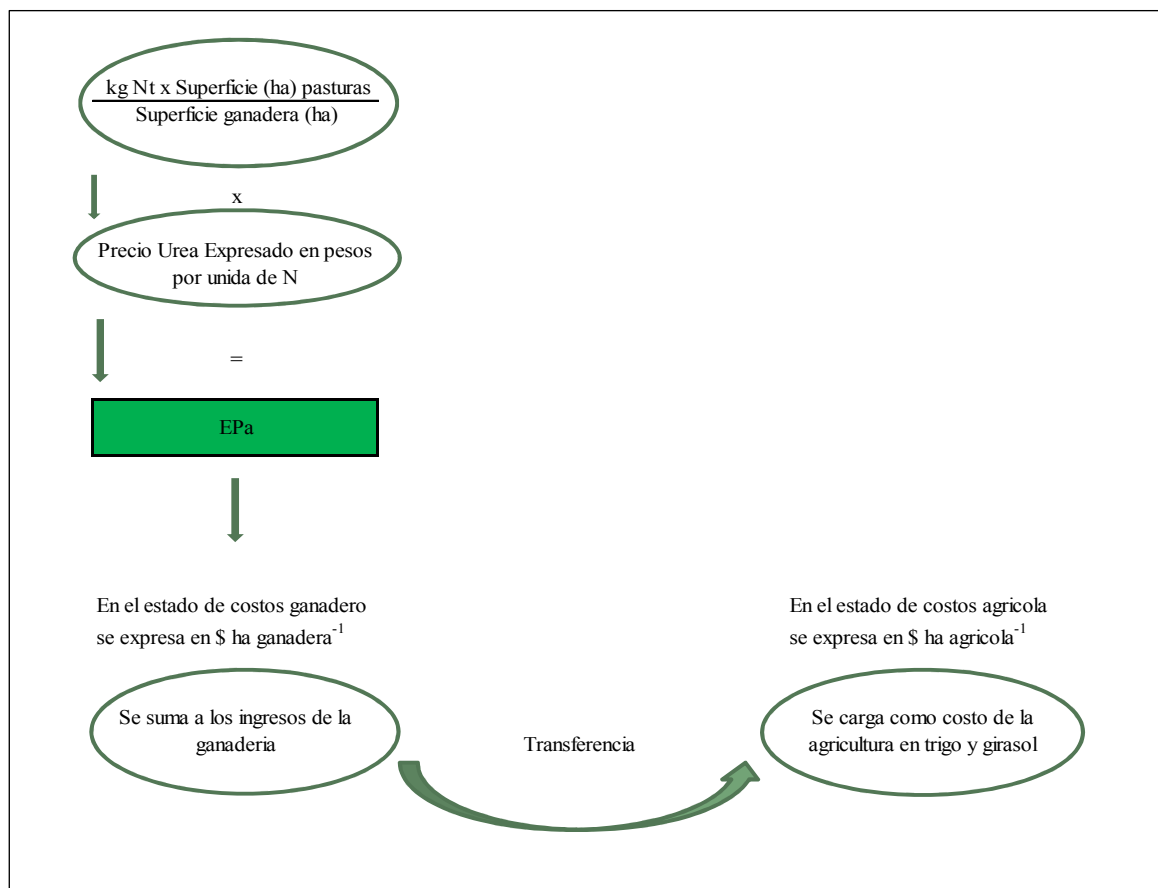 kg Nt x Superficie (ha) pasturas
Superficie ganadera (ha)
x
Precio Urea Expresado en pesos
por unida de N
=
EPa
En el estado de costos ganadero
se expresa en $ ha ganadera⁻¹
En el estado de costos agricola
se expresa en $ ha agricola⁻¹
Se suma a los ingresos de la
ganaderia
Transferencia
Se carga como costo de la
agricultura en trigo y girasol